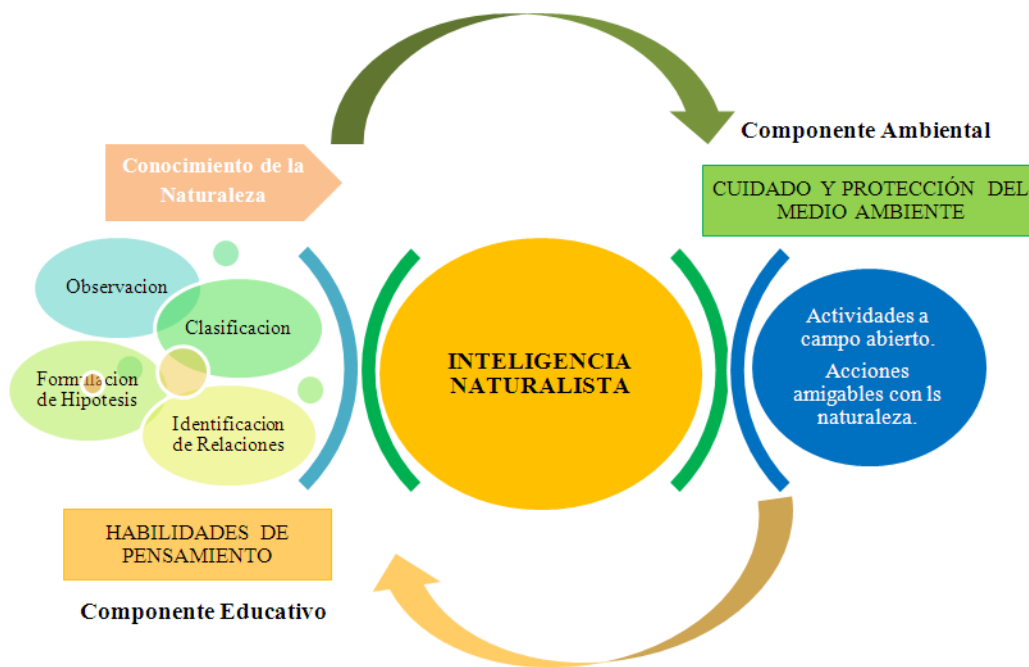 Componente Ambiental
Conocimiento de la
Naturaleza
CUIDADO Y PROTECCIÓN DEL
MEDIO AMBIENTE
Observacion
Clasificacion
Formulacion
de Hipotesis
Identificacion
de Relaciones
INTELIGENCIA
NATURALISTA
Actividades a
campo abierto.
Acciones
amigables con ls
naturaleza.
HABILIDADES DE
PENSAMIENTO
Componente Educativo